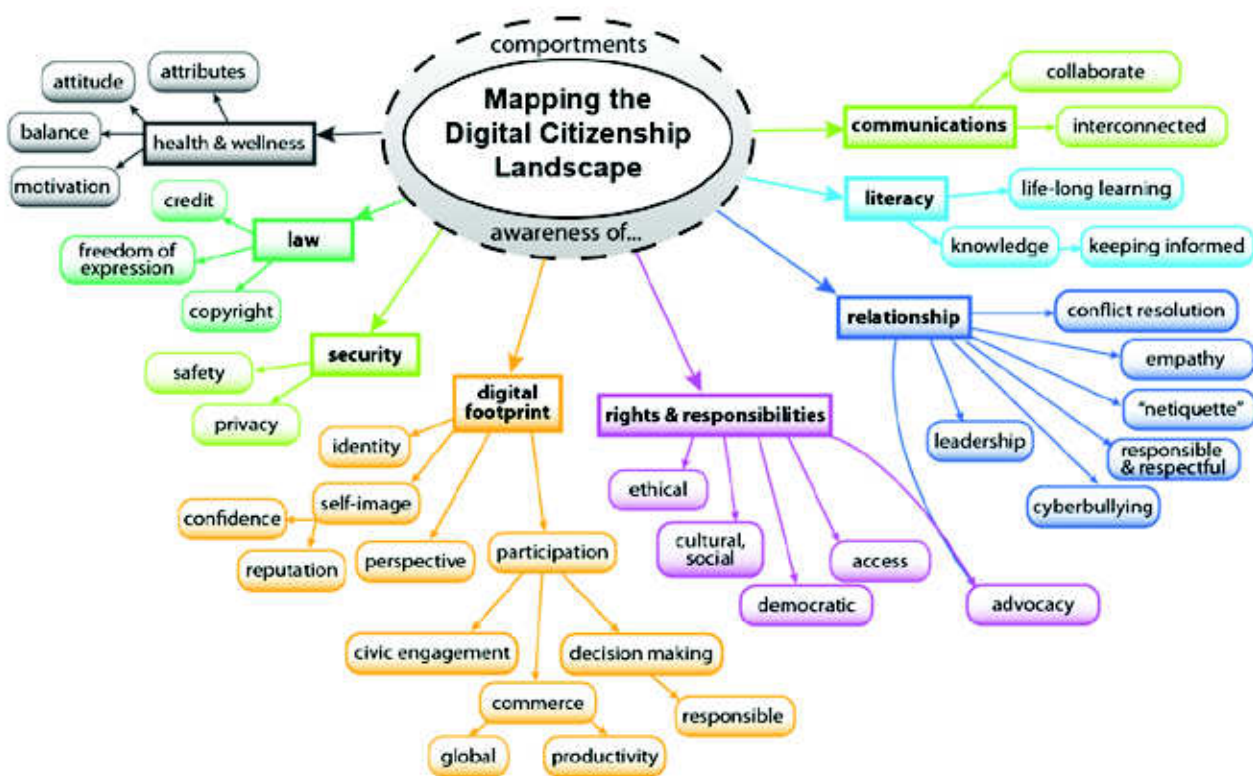 comportments
Mapping the
Digital Citizenship
Landscape
awareness of...
attributes
attitude
balance
health & wellness
motivation
credit
law
freedom of
expression
copyright
security
safety
privacy
digital
footprint
identity
self-image
confidence
reputation
perspective
participation
civic engagement
decision making
commerce
responsible
global
productivity
rights & responsibilities
ethical
cultural,
social
access
democratic
advocacy
relationship
conflict resolution
empathy
"netiquette"
leadership
responsible
& respectful
cyberbullying
literacy
life-long learning
knowledge
keeping informed
communications
collaborate
interconnected